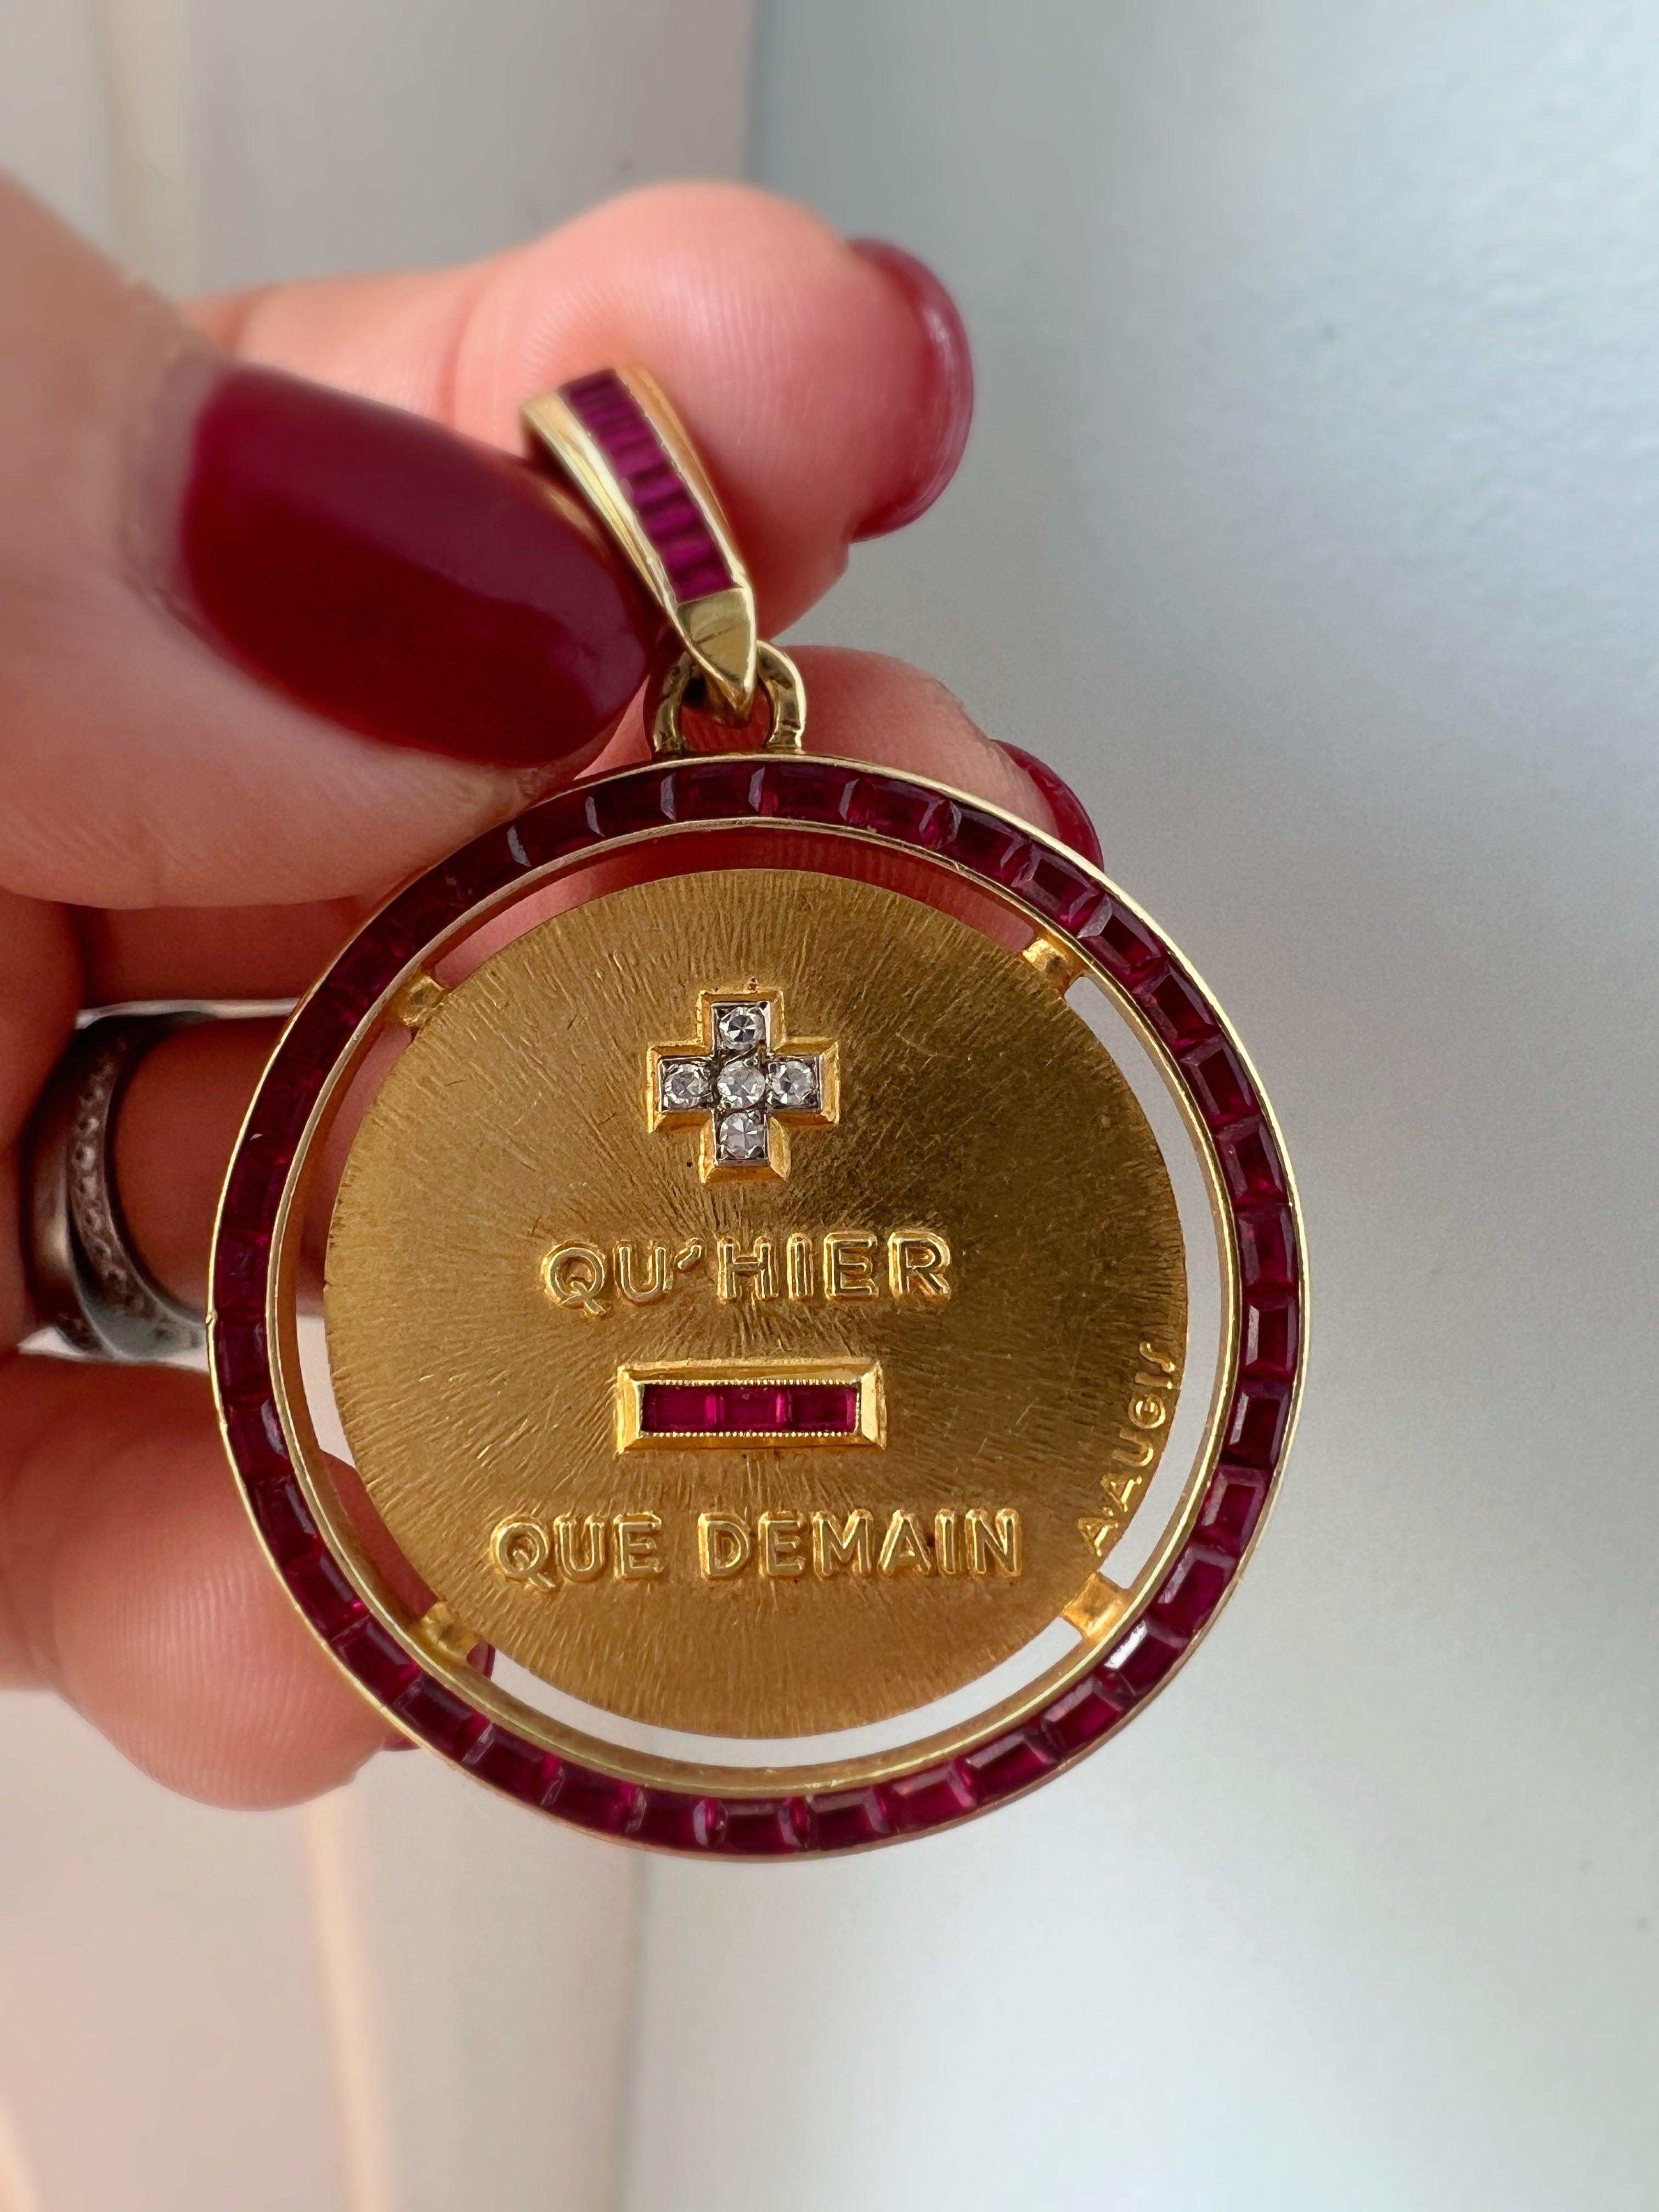 +
QU'HIER
−
QUE DEMAIN
A.AUGIS